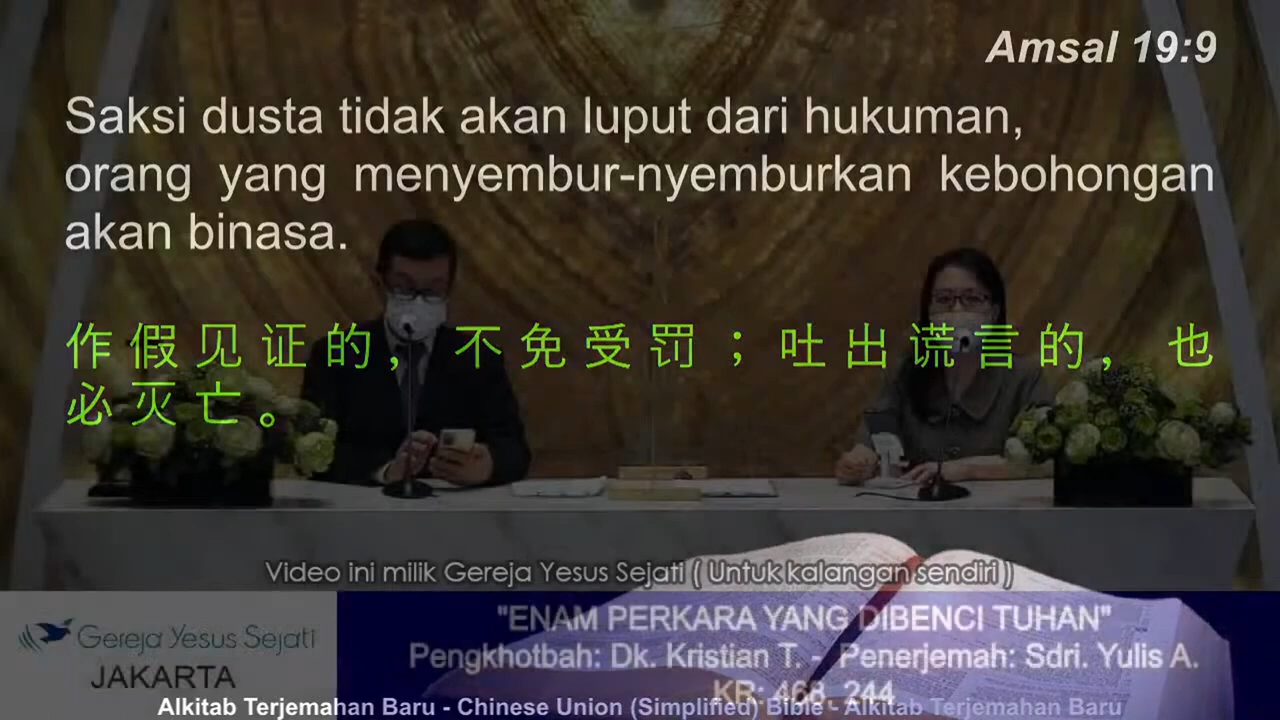 Amsal 19:9
Saksi dusta tidak akan luput dari hukuman,
orang yang menyembur-nyemburkan kebohongan
akan binasa.
作假见证的，不免受罚；吐出谎言的，也
必灭亡。
Video ini milik Gereja Yesus Sejati ( Untuk kalangan sendiri )
"ENAM PERKARA YANG DIBENCI TUHAN"
Gereja Yesus Sejati
JAKARTA
Pengkhotbah: Dk. Kristian T. - Penerjemah: Sdri. Yulis A.
KR: 468, 244
Alkitab Terjemahan Baru - Chinese Union (Simplified) Bible - Alkitab Terjemahan Baru